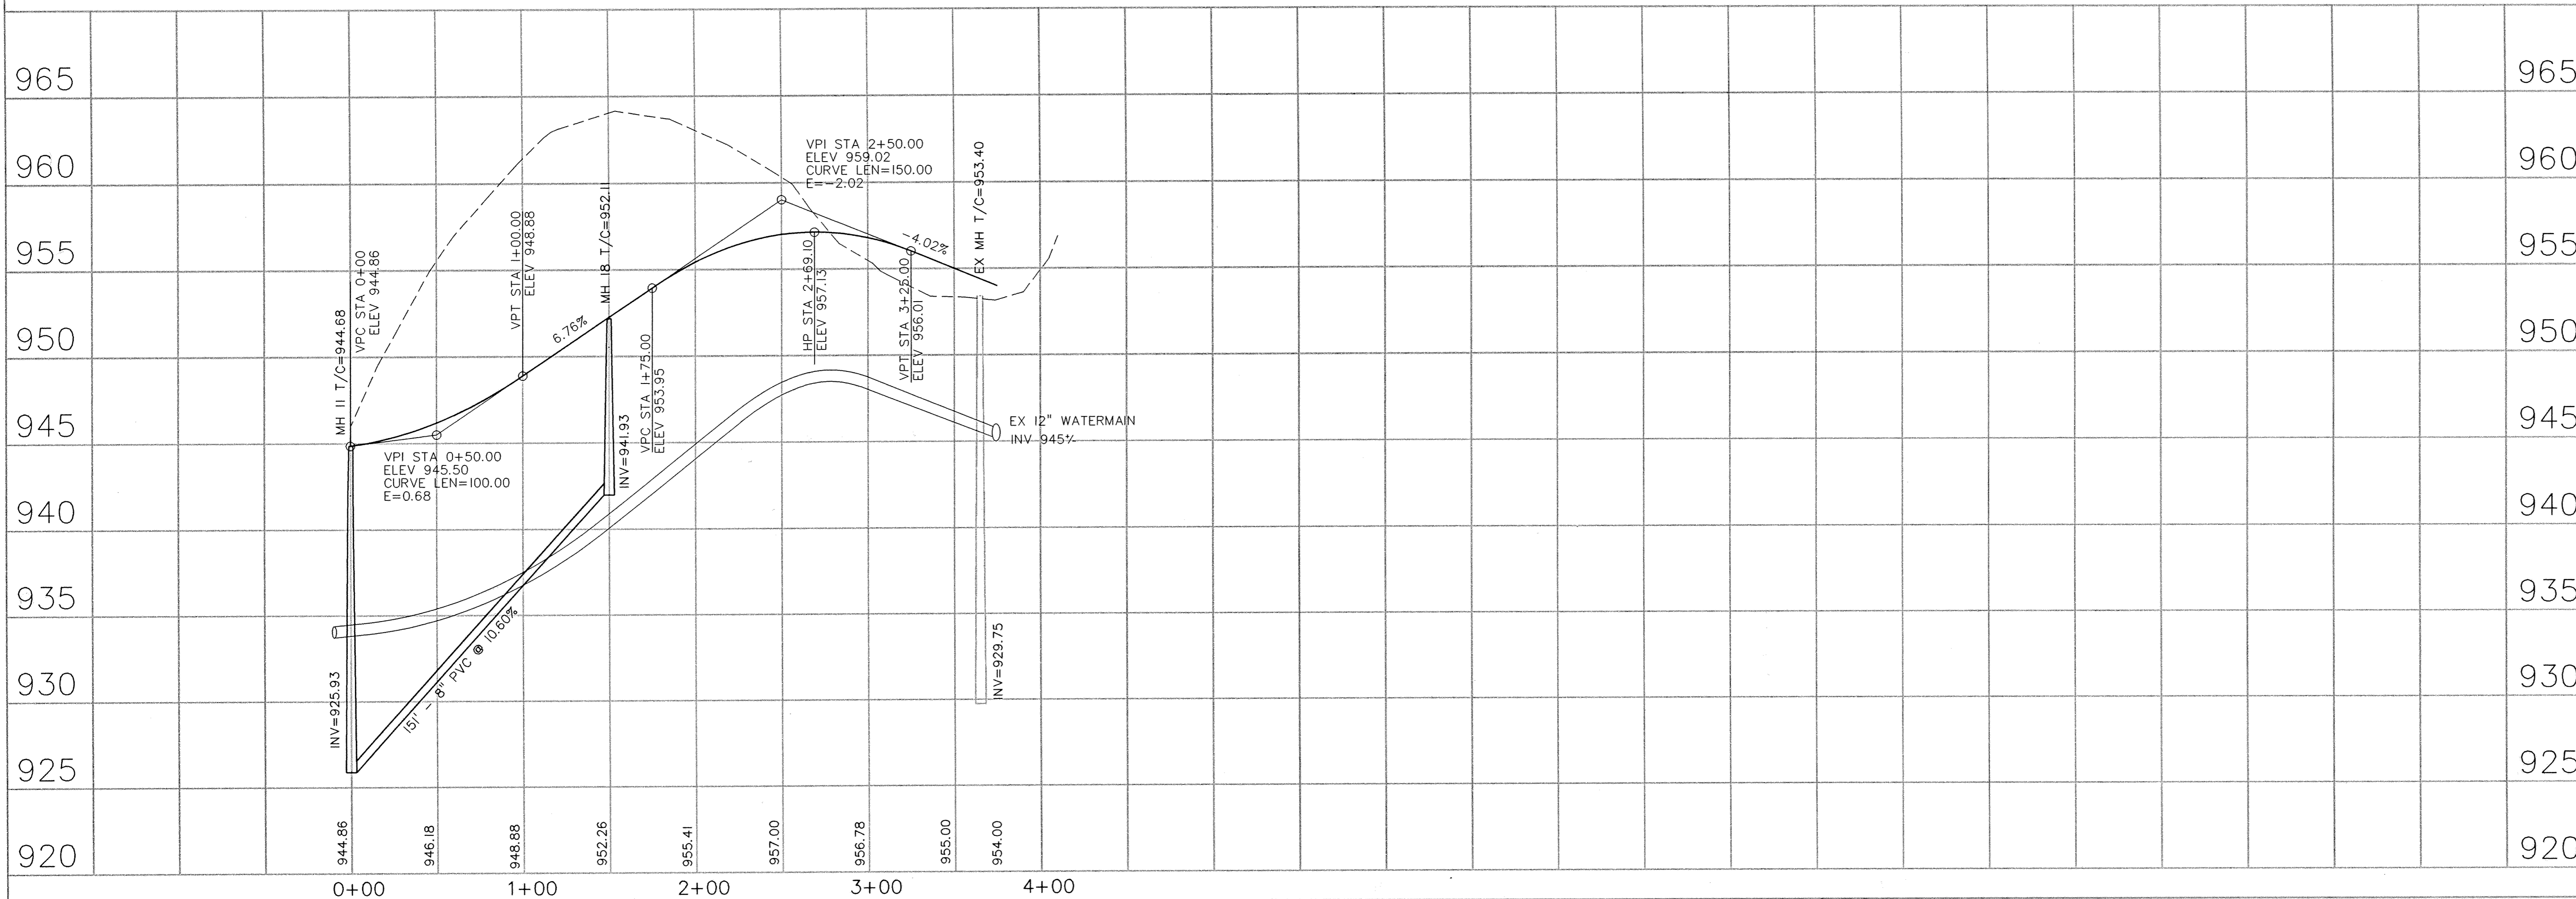 965
960
955
950
945
940
935
930
925
920
965
960
955
950
945
940
935
930
925
920
MH 11 T/C=944.68
VPC STA 0+00
ELEV 944.86
VPI STA 0+50.00
ELEV 945.50
CURVE LEN=100.00
E=0.68
VPT STA 1+00.00
ELEV 948.88
6.76%
MH 18 T/C=952.11
VPC STA 1+75.00
ELEV 953.95
VPI STA 2+50.00
ELEV 959.02
CURVE LEN=150.00
E=-2.02
HP STA 2+69.10
ELEV 957.13
VPT STA 3+25.00
ELEV 956.01
-4.02%
EX MH T/C=953.40
INV=941.93
EX 12" WATERMAIN
INV 945+/-
INV=925.93
151' - 8" PVC @ 10.60%
INV=929.75
944.86
946.18
948.88
952.26
955.41
957.00
956.78
955.00
954.00
0+00
1+00
2+00
3+00
4+00